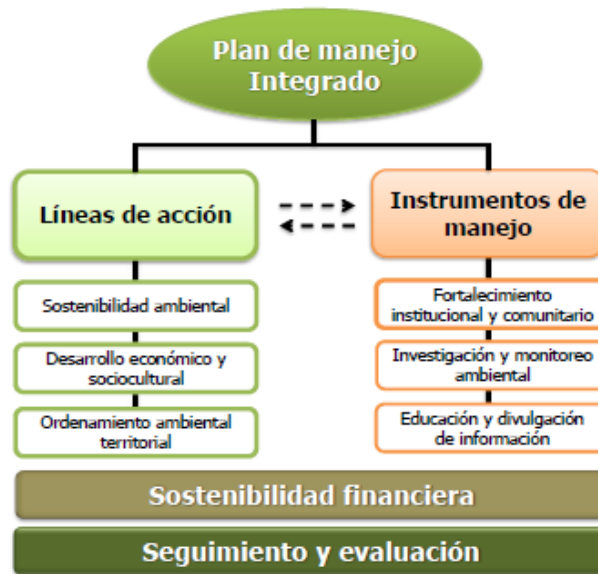 Plan de manejo
Integrado
Líneas de acción
Instrumentos de
manejo
Sostenibilidad ambiental
Desarrollo económico y
sociocultural
Ordenamiento ambiental
territorial
Fortalecimiento
institucional y comunitario
Investigación y monitoreo
ambiental
Educación y divulgación
de información
Sostenibilidad financiera
Seguimiento y evaluación